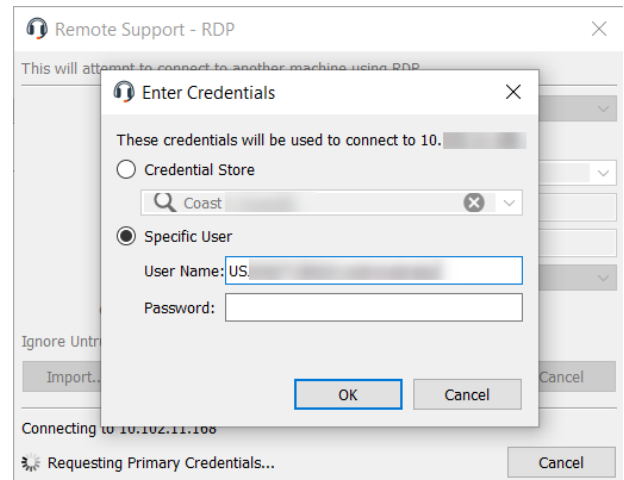 Remote Support - RDP
This will attempt to connect to another machine using RDP
Enter Credentials
These credentials will be used to connect to 10.
Credential Store
Coast
Specific User
User Name: US
Password:
Ignore Untr
Import..
OK
Cancel
Cancel
Connecting to 10.102.11.168
Requesting Primary Credentials...
Cancel